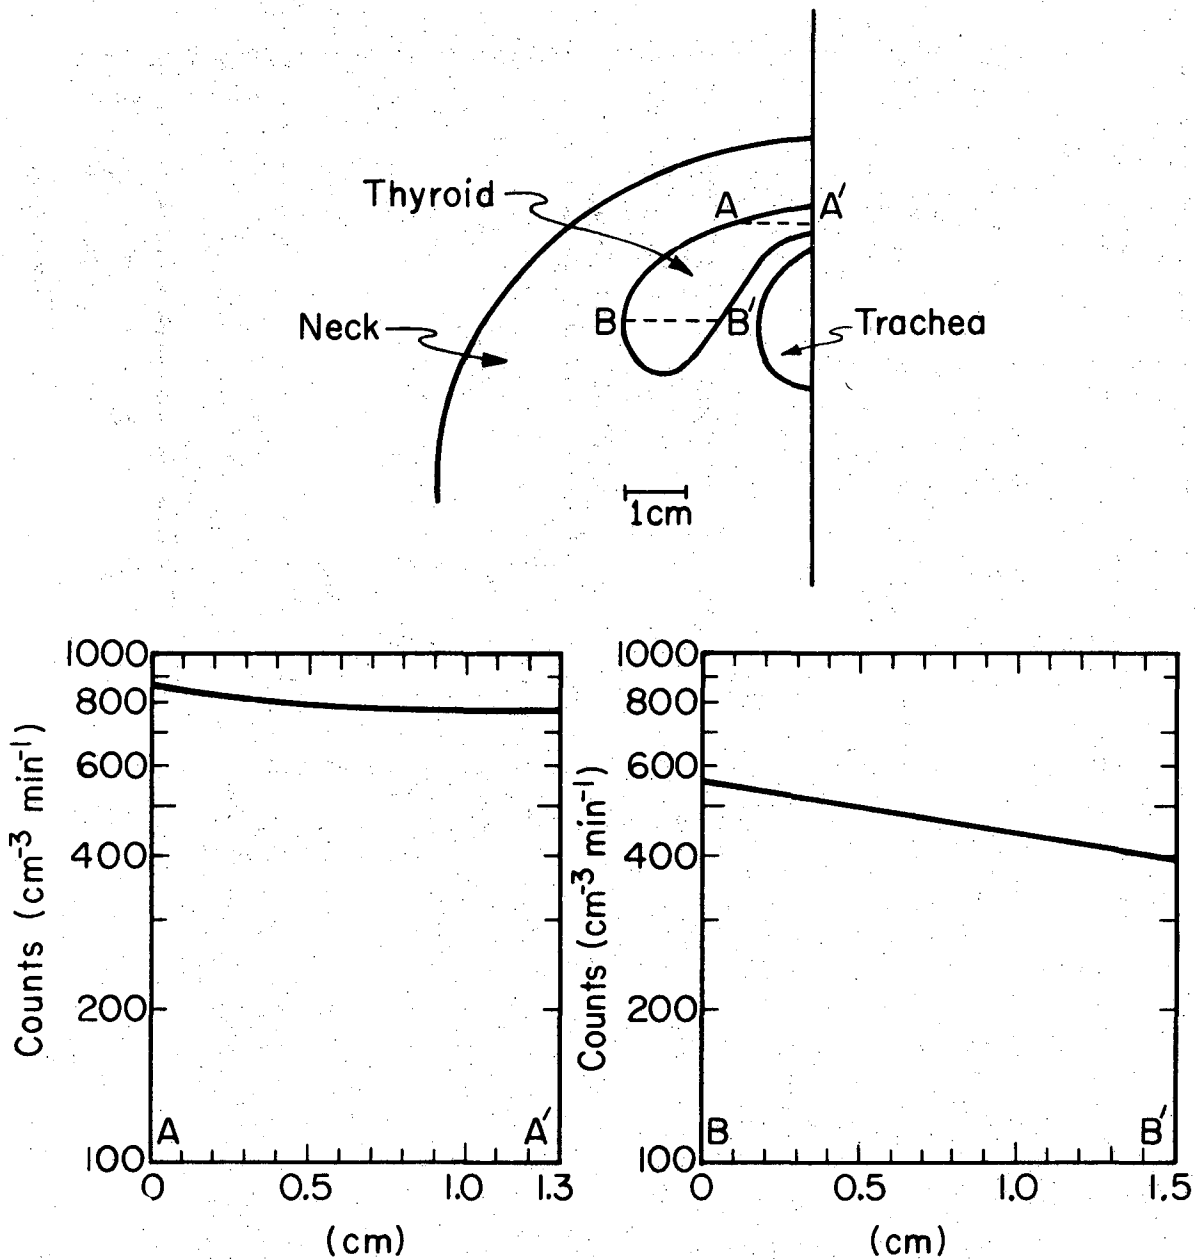 Thyroid
A
A′
Neck
B
B′
Trachea
1cm
1000
800
600
400
200
100
Counts (cm⁻³ min⁻¹)
A
A′
0
0.5
1.0
1.3
(cm)
1000
800
600
400
200
100
Counts (cm⁻³ min⁻¹)
B
B′
0
0.5
1.0
1.5
(cm)